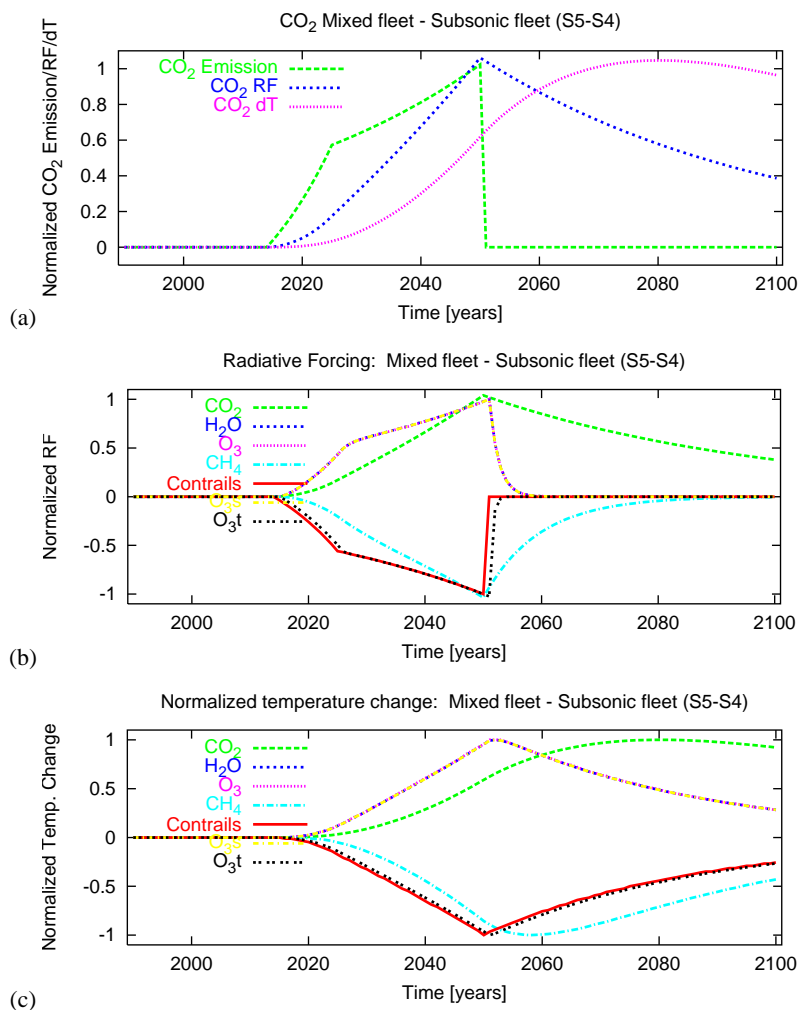 CO₂ Mixed fleet - Subsonic fleet (S5-S4)
Normalized CO₂ Emission/RF/dT
1
0.8
0.6
0.4
0.2
0
CO₂ Emission
CO₂ RF
CO₂ dT
2000 2020 2040 2060 2080 2100
Time [years]
(a)
Radiative Forcing: Mixed fleet - Subsonic fleet (S5-S4)
Normalized RF
1
0.5
0
-0.5
-1
CO₂
H₂O
O₃
CH₄
Contrails
O₃s
O₃t
2000 2020 2040 2060 2080 2100
Time [years]
(b)
Normalized temperature change: Mixed fleet - Subsonic fleet (S5-S4)
Normalized Temp. Change
1
0.5
0
-0.5
-1
CO₂
H₂O
O₃
CH₄
Contrails
O₃s
O₃t
2000 2020 2040 2060 2080 2100
Time [years]
(c)